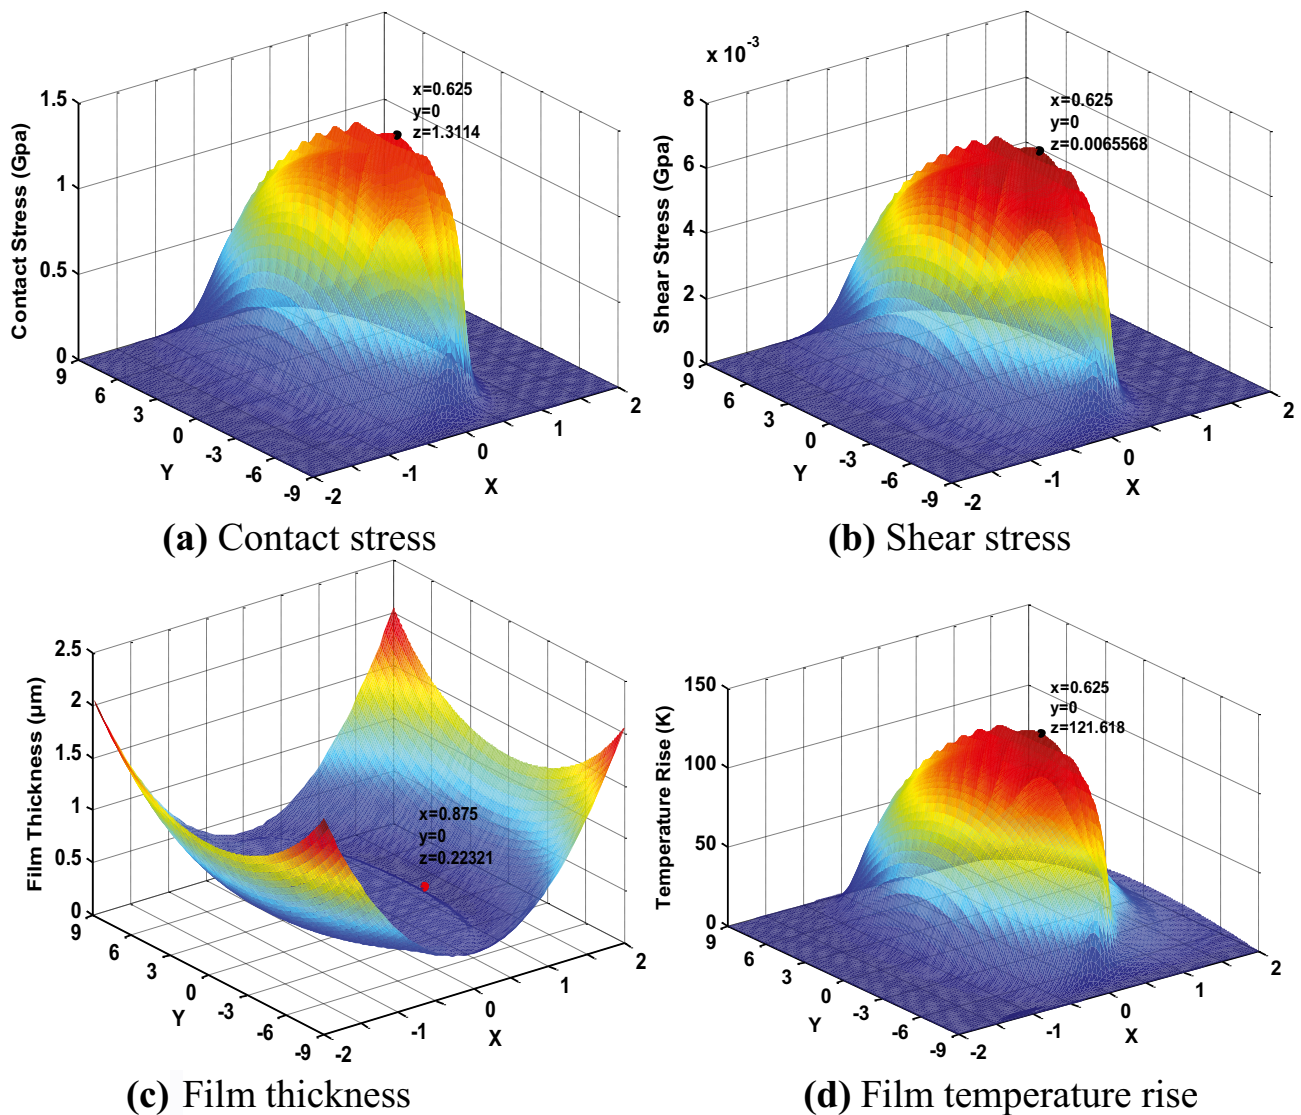 1.5
1
0.5
0
Contact Stress (Gpa)
x=0.625
y=0
z=1.3114
9
6
3
0
-3
-6
-9
Y
-2
-1
0
1
2
X
(a) Contact stress
x 10-3
8
6
4
2
0
Shear Stress (Gpa)
x=0.625
y=0
z=0.0065568
9
6
3
0
-3
-6
-9
Y
-2
-1
0
1
2
X
(b) Shear stress
2.5
2
1.5
1
0.5
0
Film Thickness (µm)
x=0.875
y=0
z=0.22321
9
6
3
0
-3
-6
-9
Y
-2
-1
0
1
2
X
(c) Film thickness
150
100
50
0
Temperature Rise (K)
x=0.625
y=0
z=121.618
9
6
3
0
-3
-6
-9
Y
-2
-1
0
1
2
X
(d) Film temperature rise